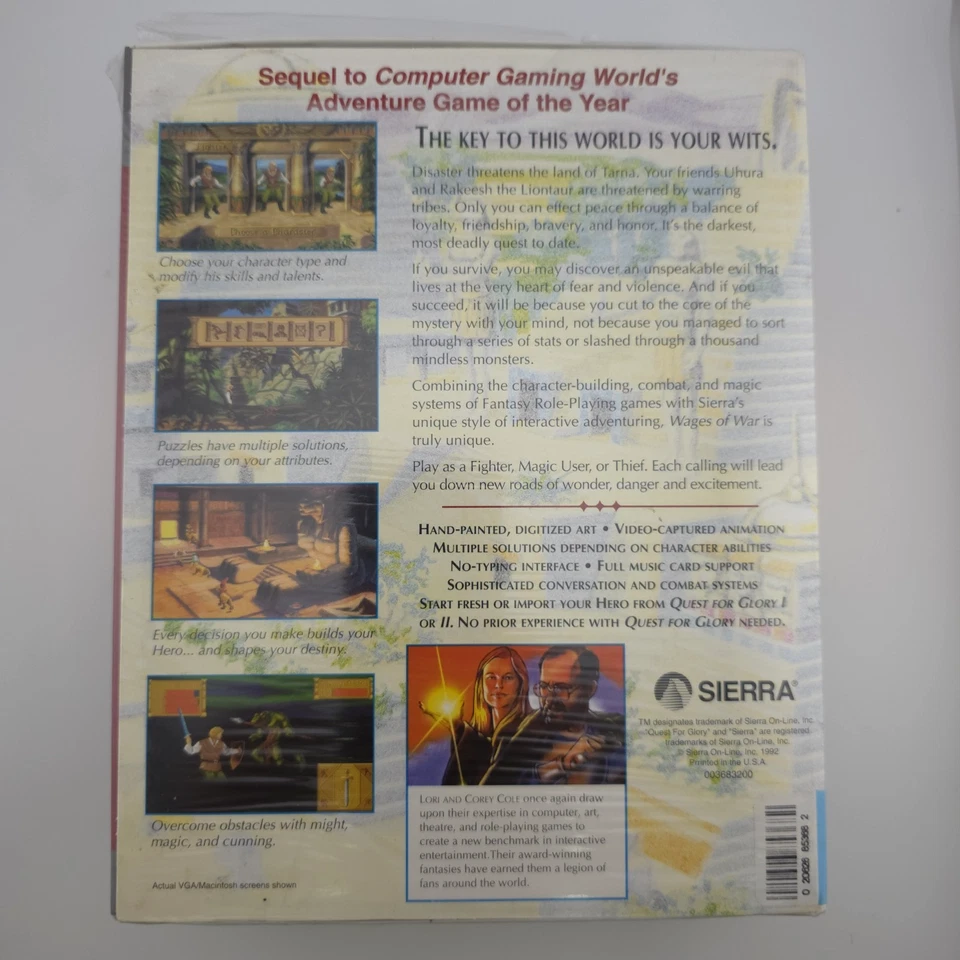 Sequel to Computer Gaming World's
Adventure Game of the Year
THE KEY TO THIS WORLD IS YOUR WITS.
Disaster threatens the land of Tarna. Your friends Uhura
and Rakeesh the Liontaur are threatened by warring
tribes. Only you can effect peace through a balance of
loyalty, friendship, bravery, and honor. It's the darkest,
most deadly quest to date.
If you survive, you may discover an unspeakable evil that
lives at the very heart of fear and violence. And if you
succeed, it will be because you cut to the core of the
mystery with your mind, not because you managed to sort
through a series of stats or slashed through a thousand
mindless monsters.
Combining the character-building, combat, and magic
systems of Fantasy Role-Playing games with Sierra's
unique style of interactive adventuring, Wages of War is
truly unique.
Play as a Fighter, Magic User, or Thief. Each calling will lead
you down new roads of wonder, danger and excitement.
HAND-PAINTED, DIGITIZED ART • VIDEO-CAPTURED ANIMATION
MULTIPLE SOLUTIONS DEPENDING ON CHARACTER ABILITIES
NO-TYPING INTERFACE • FULL MUSIC CARD SUPPORT
SOPHISTICATED CONVERSATION AND COMBAT SYSTEMS
START FRESH OR IMPORT YOUR HERO FROM QUEST FOR GLORY I
OR II. NO PRIOR EXPERIENCE WITH QUEST FOR GLORY NEEDED.
Choose your character type and
modify his skills and talents.
Puzzles have multiple solutions,
depending on your attributes.
Every decision you make builds your
Hero... and shapes your destiny.
Overcome obstacles with might,
magic, and cunning.
Actual VGA/Macintosh screens shown
LORI AND COREY COLE once again draw
upon their expertise in computer, art,
theatre, and role-playing games to
create a new benchmark in interactive
entertainment.Their award-winning
fantasies have earned them a legion of
fans around the world.
SIERRA®
TM designates trademark of Sierra On-Line, Inc.
"Quest For Glory" and "Sierra" are registered
trademarks of Sierra On-Line, Inc.
© Sierra On-Line, Inc. 1992
Printed in the U.S.A.
003683200
0 20626 85366 2